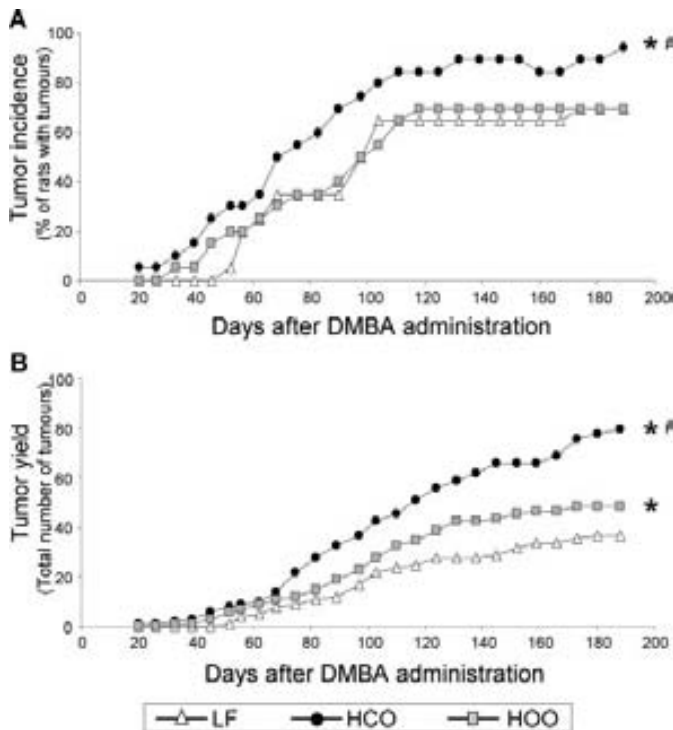 A
Tumor incidence
(% of rats with tumours)
100
80
60
40
20
0
0 20 40 60 80 100 120 140 160 180 200
Days after DMBA administration
*
B
Tumor yield
(Total number of tumours)
100
80
60
40
20
0
0 20 40 60 80 100 120 140 160 180 200
Days after DMBA administration
*
*
LF HCO HOO